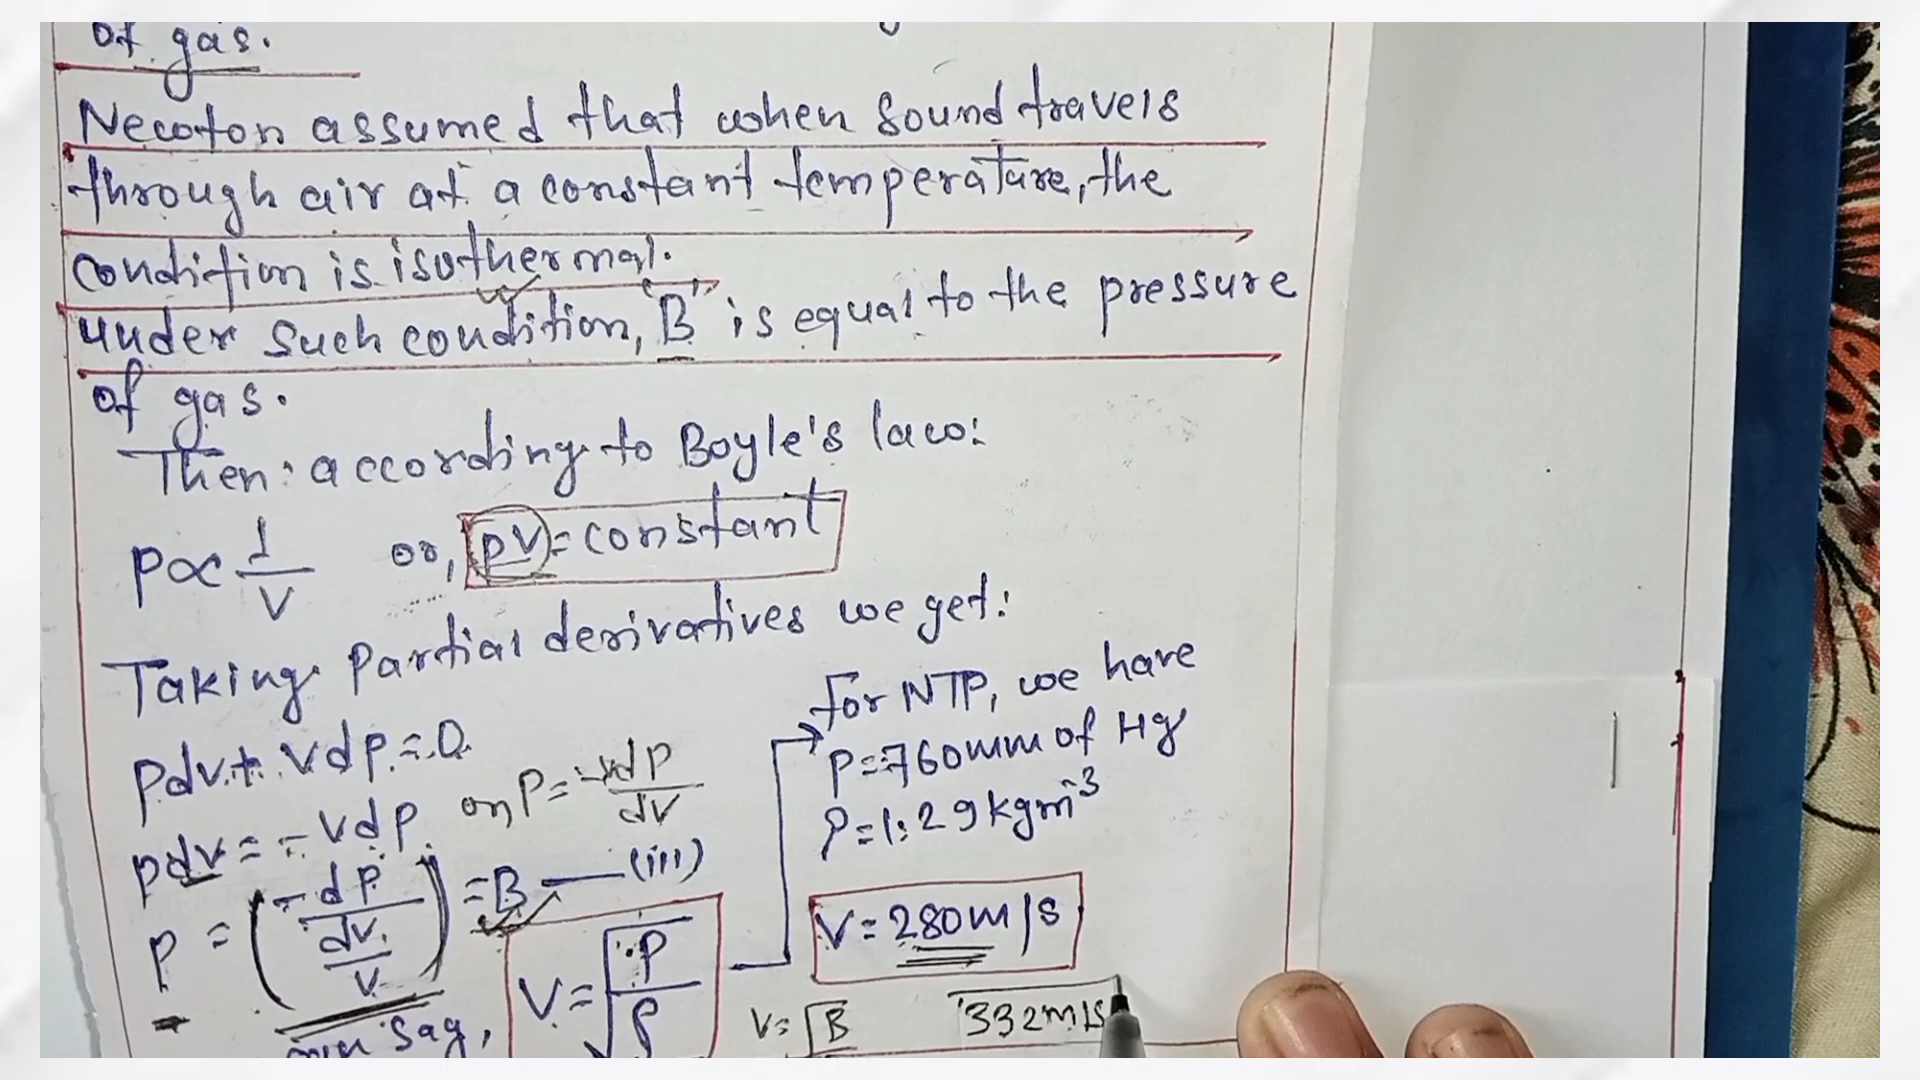 of gas.
Newton assumed that when sound travels
through air at a constant temperature, the
condition is isothermal.
under such condition, "B" is equal to the pressure
of gas.
Then: according to Boyle's law:
P∝ 1/V or, PV = constant
Taking Partial derivatives we get:
Pdv + vdp = 0
Pdv = -vdp or, P = -vdp/dv
P = (-dp/(dv/v)) = B —(iii)
V = √(P/ρ)
For NTP, we have
P = 760mm of Hg
ρ = 1.29 kgm⁻³
V = 280m/s
V = √B
332m/s